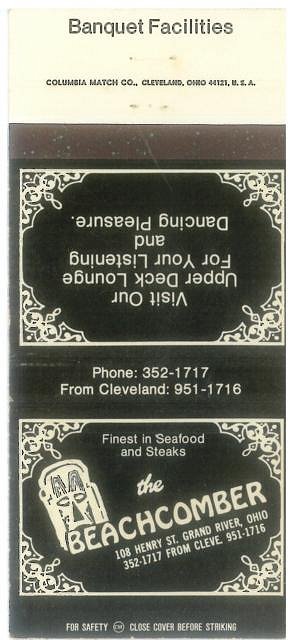 Banquet Facilities
COLUMBIA MATCH CO., CLEVELAND, OHIO 44121, U. S. A.
Visit Our
Upper Deck Lounge
For Your Listening
and
Dancing Pleasure.
Phone: 352-1717
From Cleveland: 951-1716
Finest in Seafood
and Steaks
the
BEACHCOMBER
108 HENRY ST. GRAND RIVER, OHIO
352-1717 FROM CLEVE. 951-1716
FOR SAFETY CM CLOSE COVER BEFORE STRIKING